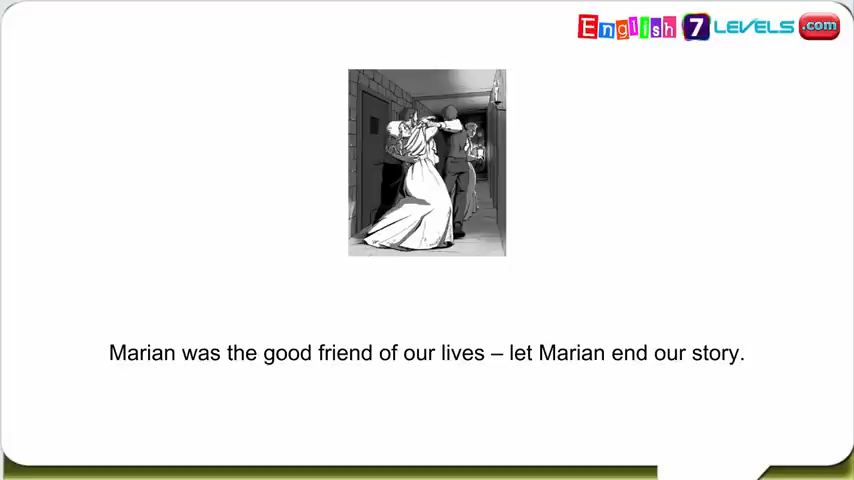 English 7 LEVELS .com
Marian was the good friend of our lives – let Marian end our story.